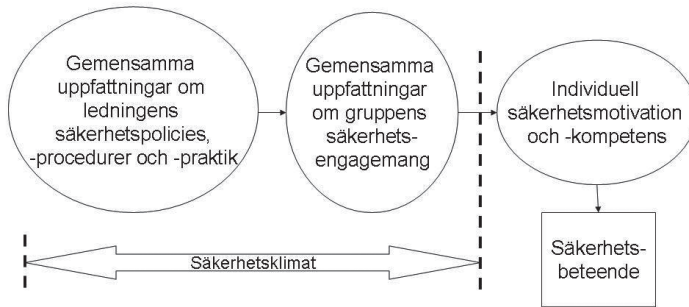 Gemensamma
uppfattningar om
ledningens
säkerhetspolicies,
-procedurer och -praktik
Gemensamma
uppfattningar
om gruppens
säkerhets-
engagemang
Individuell
säkerhetsmotivation
och -kompetens
Säkerhets-
beteende
Säkerhetsklimat